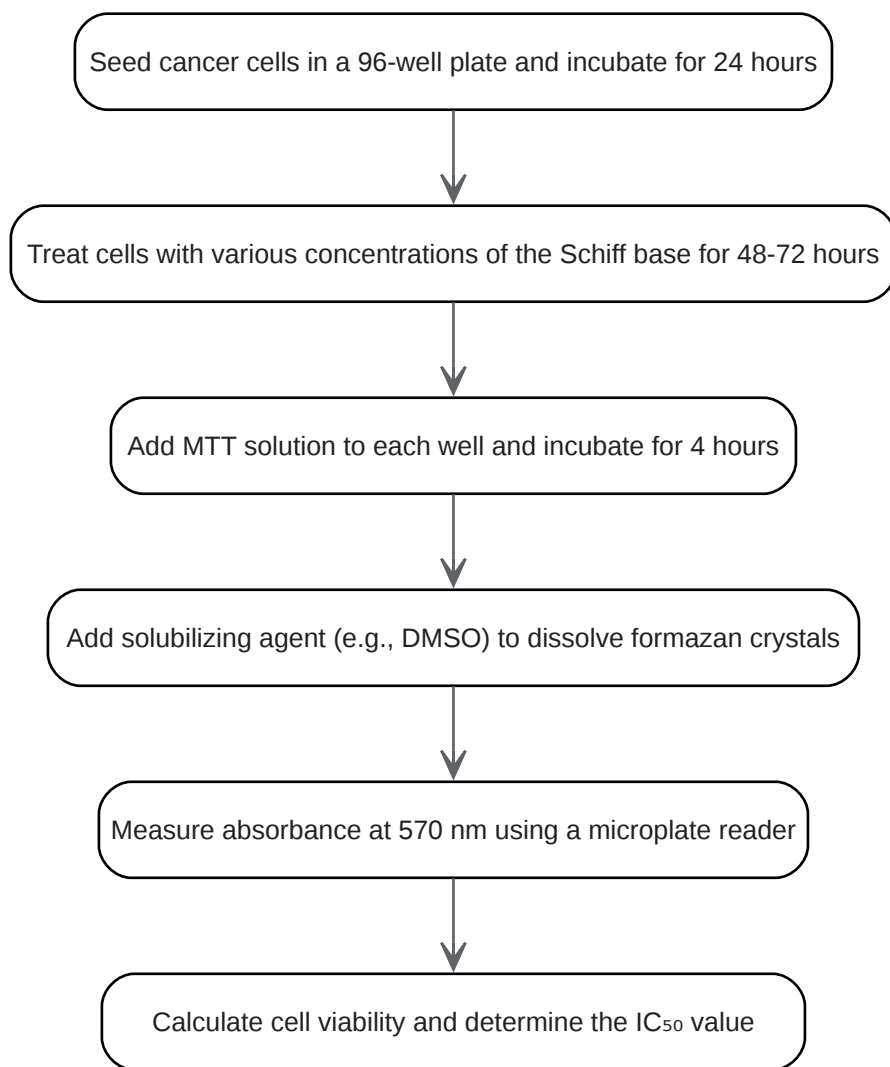 Seed cancer cells in a 96-well plate and incubate for 24 hours
Treat cells with various concentrations of the Schiff base for 48-72 hours
Add MTT solution to each well and incubate for 4 hours
Add solubilizing agent (e.g., DMSO) to dissolve formazan crystals
Measure absorbance at 570 nm using a microplate reader
Calculate cell viability and determine the IC₅₀ value